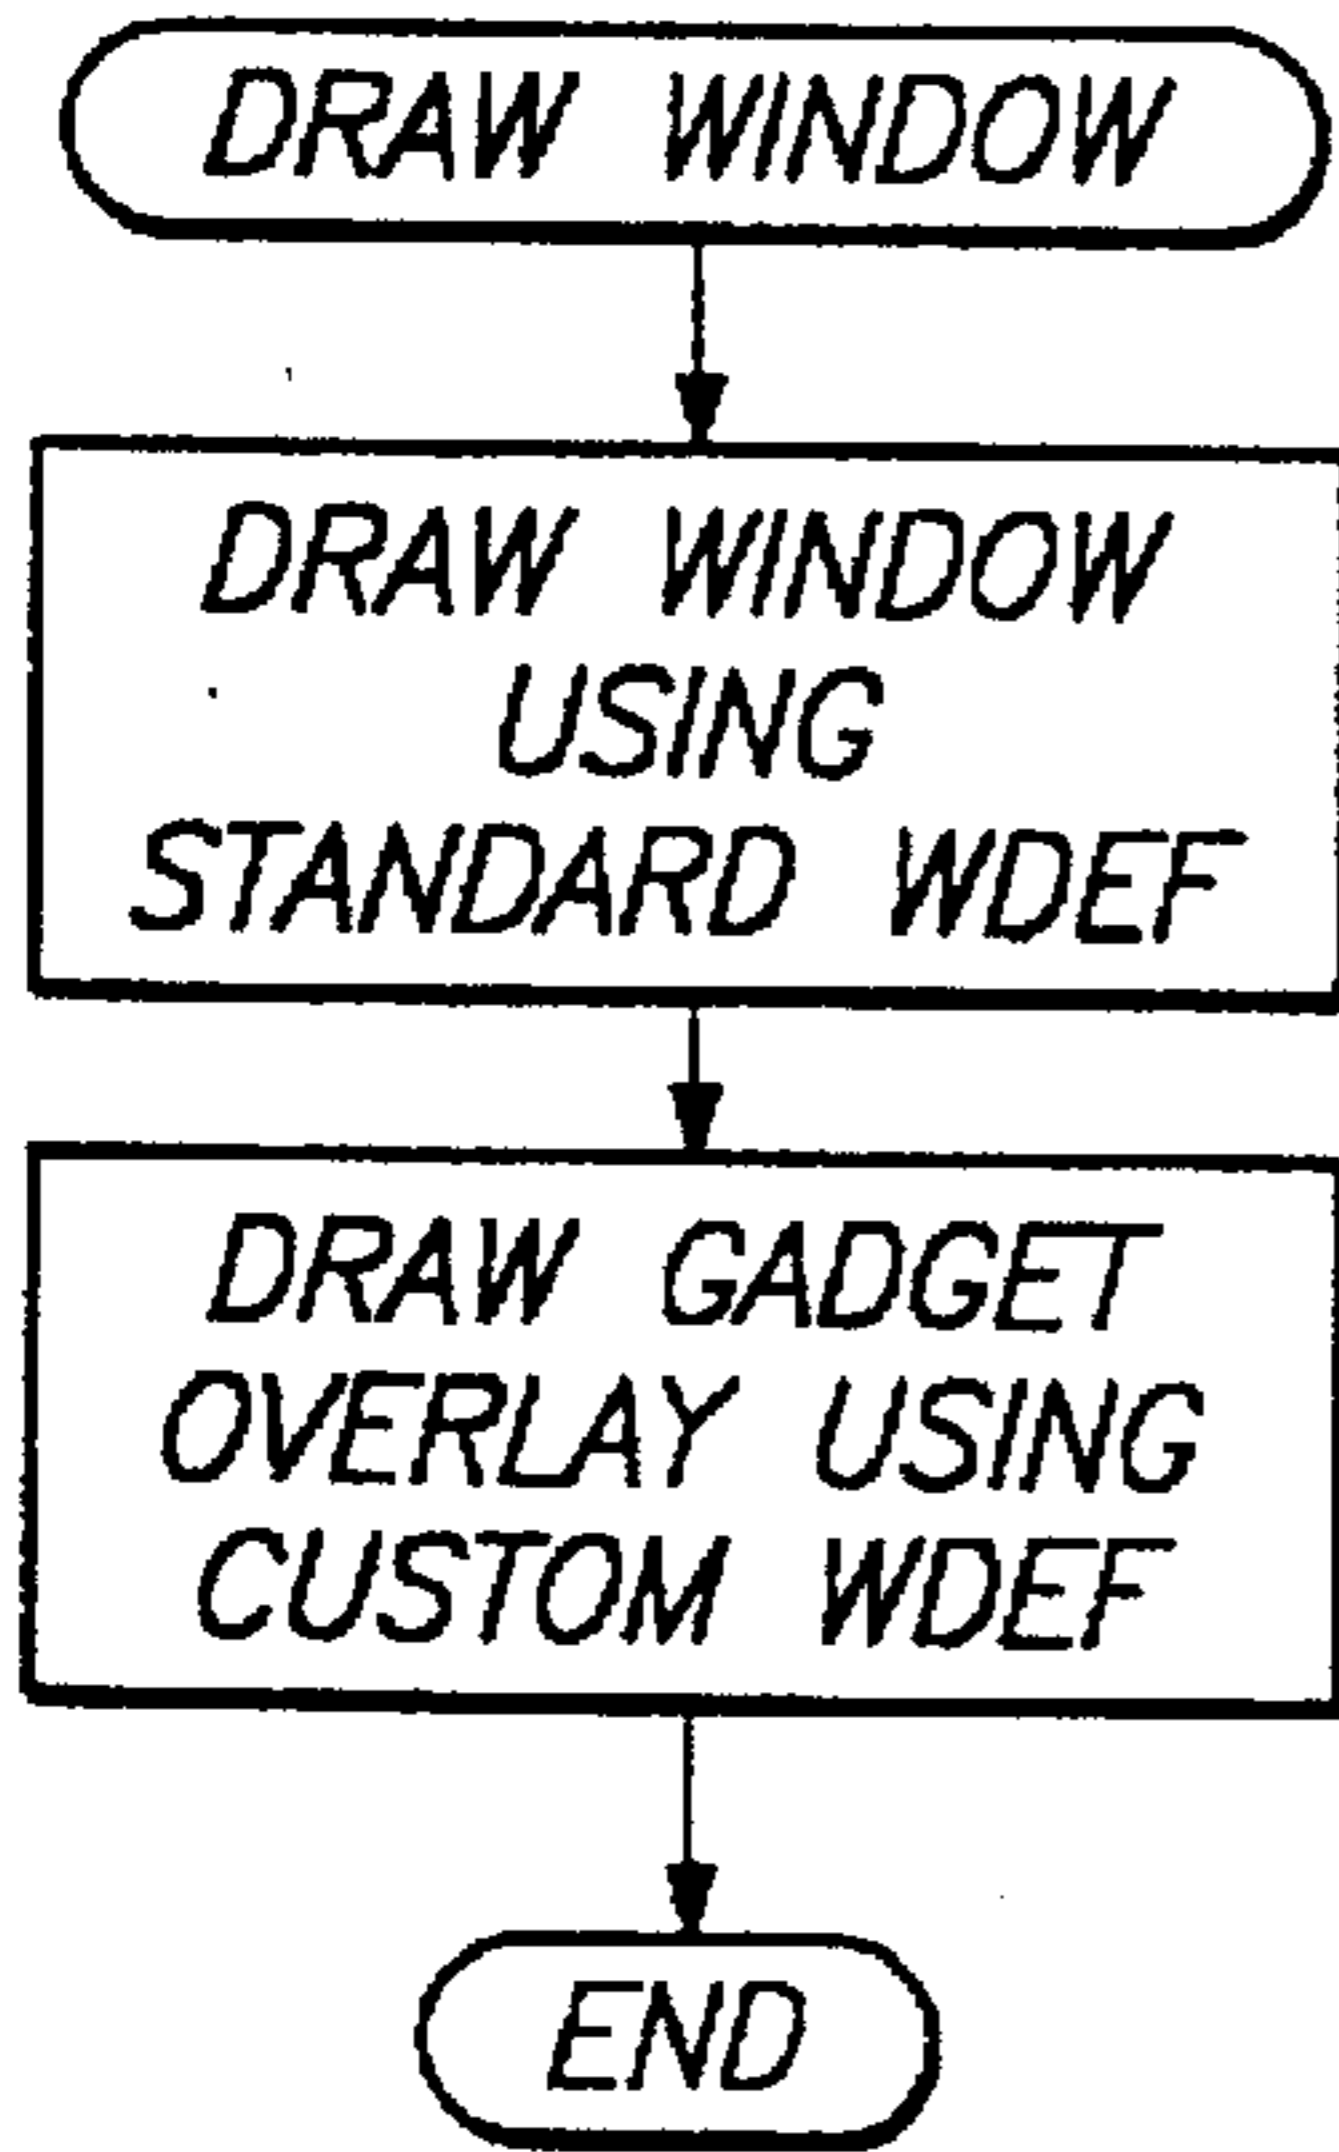 DRAW WINDOW
DRAW WINDOW
USING
STANDARD WDEF
DRAW GADGET
OVERLAY USING
CUSTOM WDEF
END